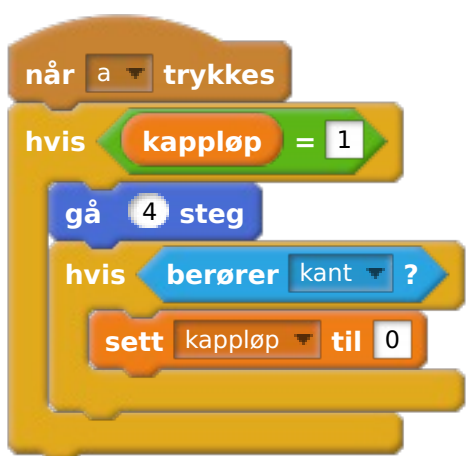 når a trykkes
hvis kappløp = 1
gå 4 steg
hvis berører kant ?
sett kappløp til 0